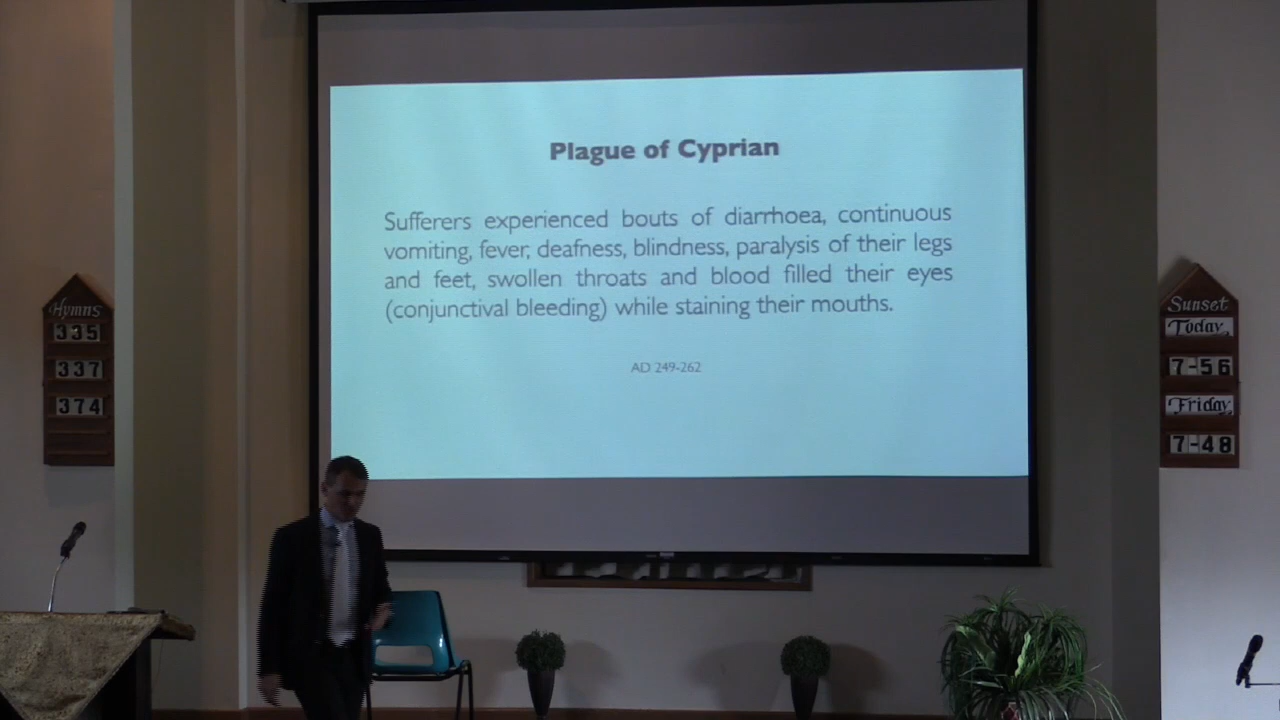 Plague of Cyprian
Sufferers experienced bouts of diarrhoea, continuous
vomiting, fever, deafness, blindness, paralysis of their legs
and feet, swollen throats and blood filled their eyes
(conjunctival bleeding) while staining their mouths.
AD 249-262
Hymns
335
337
374
Sunset
Today
7-56
Friday
7-48